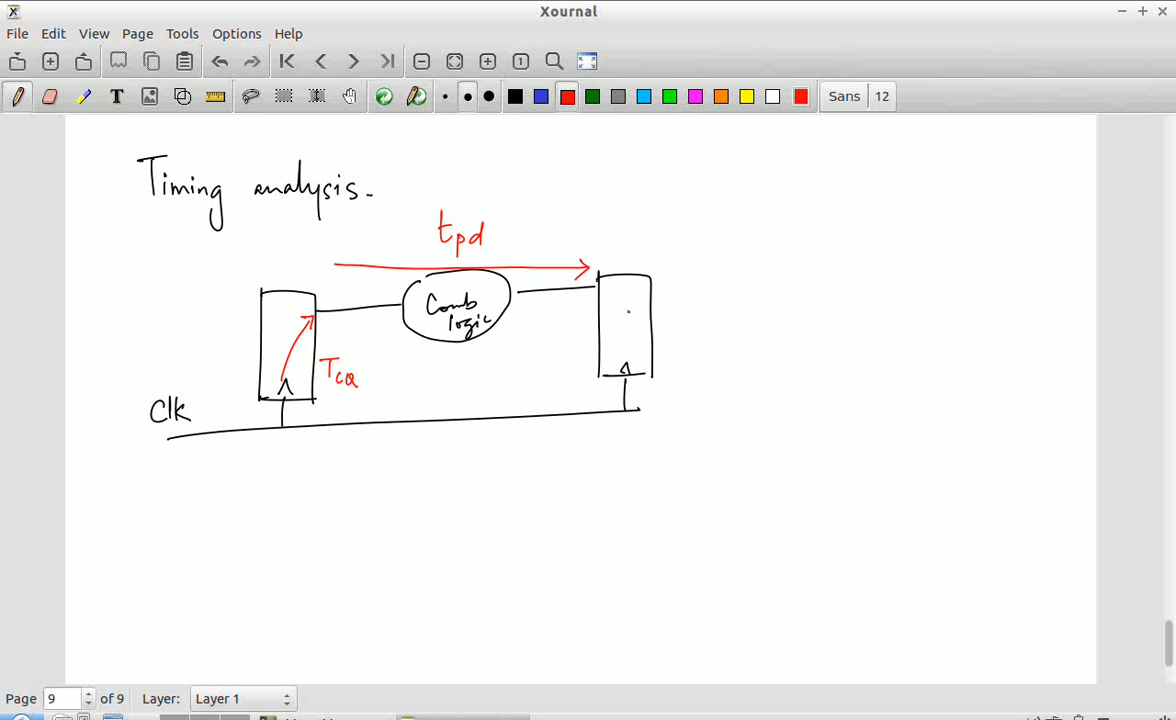 Xournal
File Edit View Page Tools Options Help
Sans 12
Timing analysis.
tpd
Comb
logic
TCQ
Clk
Page 9 of 9 Layer: Layer 1